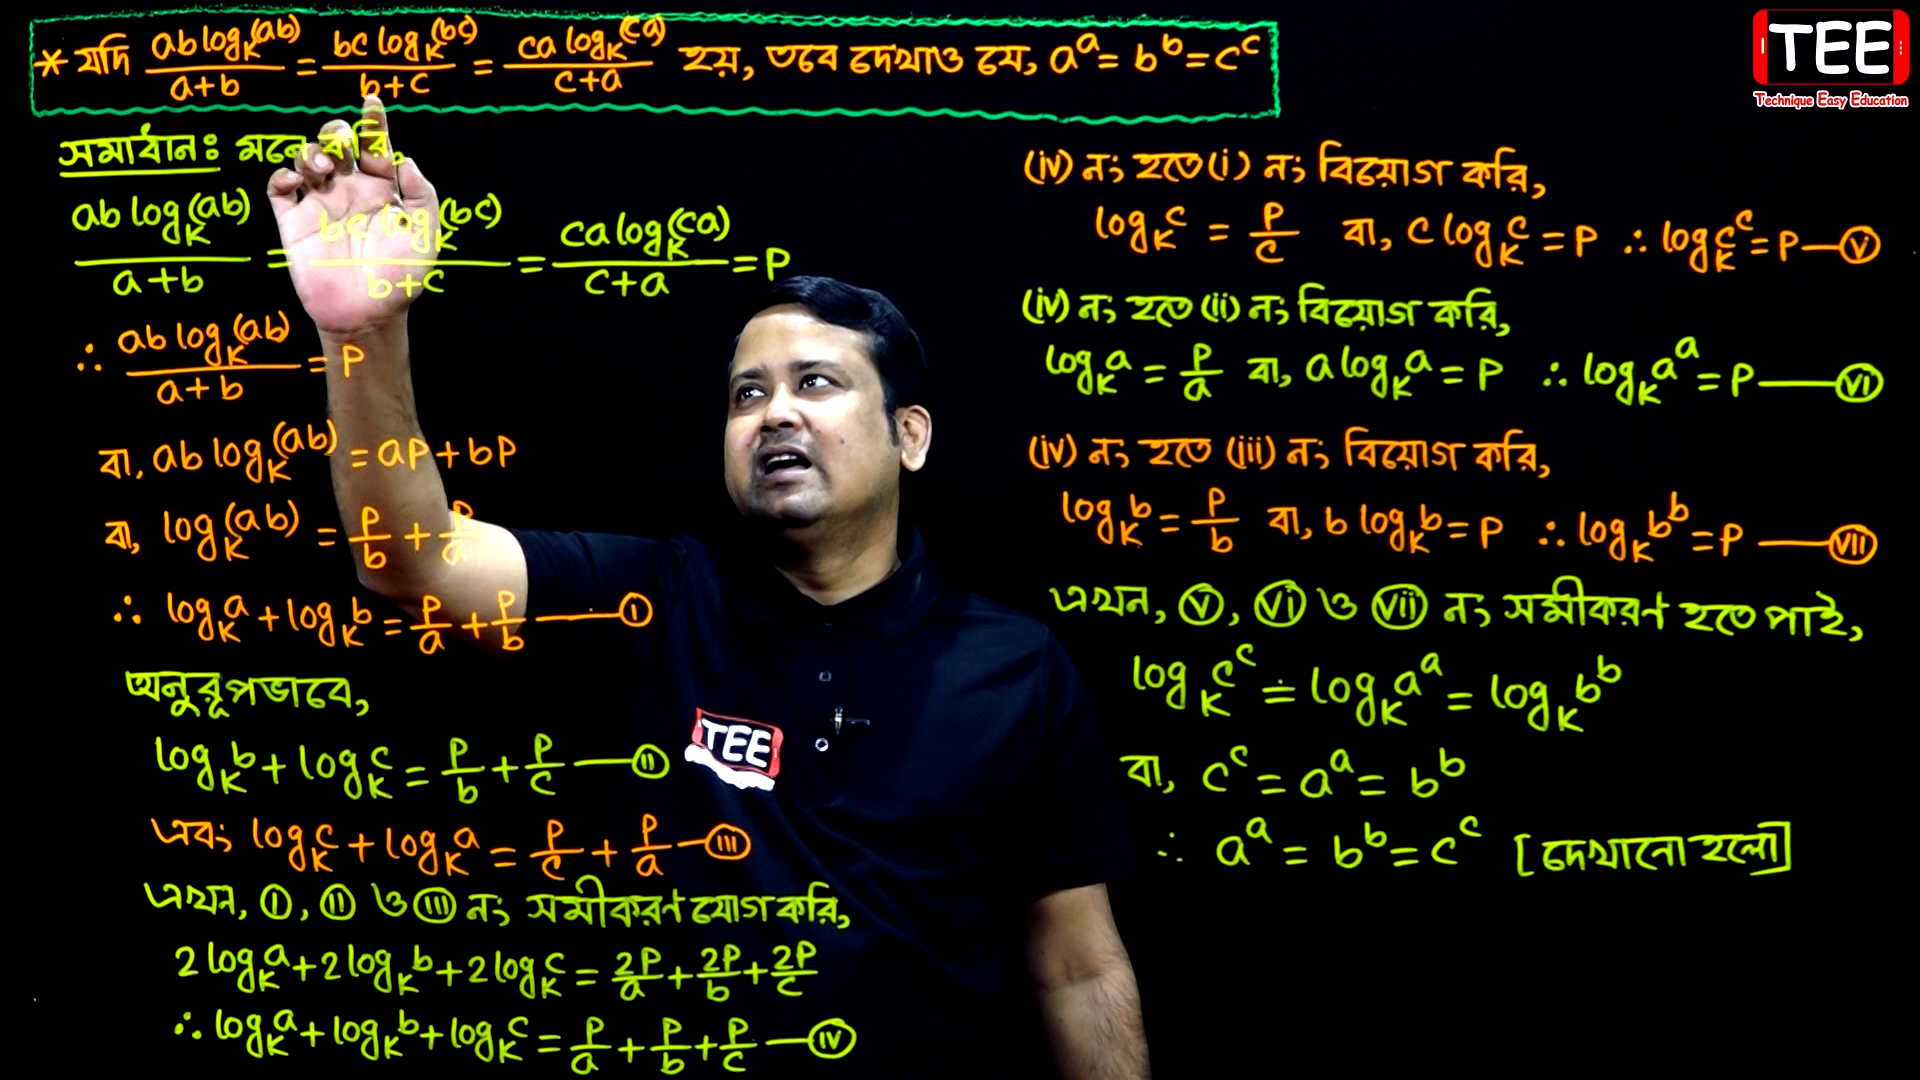 * যদি ab log_k(ab)/a+b = bc log_k(bc)/b+c = ca log_k(ca)/c+a হয়, তবে দেখাও যে, a^a = b^b = c^c
সমাধান: মনে করি,
ab log_k(ab)/a+b = bc log_k(bc)/b+c = ca log_k(ca)/c+a = P
∴ ab log_k(ab)/a+b = P
বা, ab log_k(ab) = aP + bP
বা, log_k(ab) = P/b + P/a
∴ log_k a + log_k b = P/a + P/b —— (i)
অনুরূপভাবে,
log_k b + log_k c = P/b + P/c —— (ii)
এবং log_k c + log_k a = P/c + P/a — (iii)
এখন, (i), (ii) ও (iii) নং সমীকরণ যোগ করি,
2 log_k a + 2 log_k b + 2 log_k c = 2P/a + 2P/b + 2P/c
∴ log_k a + log_k b + log_k c = P/a + P/b + P/c — (iv)
(iv) নং হতে (i) নং বিয়োগ করি,
log_k c = P/c বা, c log_k c = P ∴ log_k c^c = P — (v)
(iv) নং হতে (ii) নং বিয়োগ করি,
log_k a = P/a বা, a log_k a = P ∴ log_k a^a = P —— (vi)
(iv) নং হতে (iii) নং বিয়োগ করি,
log_k b = P/b বা, b log_k b = P ∴ log_k b^b = P —— (vii)
এখন, (v), (vi) ও (vii) নং সমীকরণ হতে পাই,
log_k c^c = log_k a^a = log_k b^b
বা, c^c = a^a = b^b
∴ a^a = b^b = c^c [দেখানো হলো]
TEE
Technique Easy Education
TEE